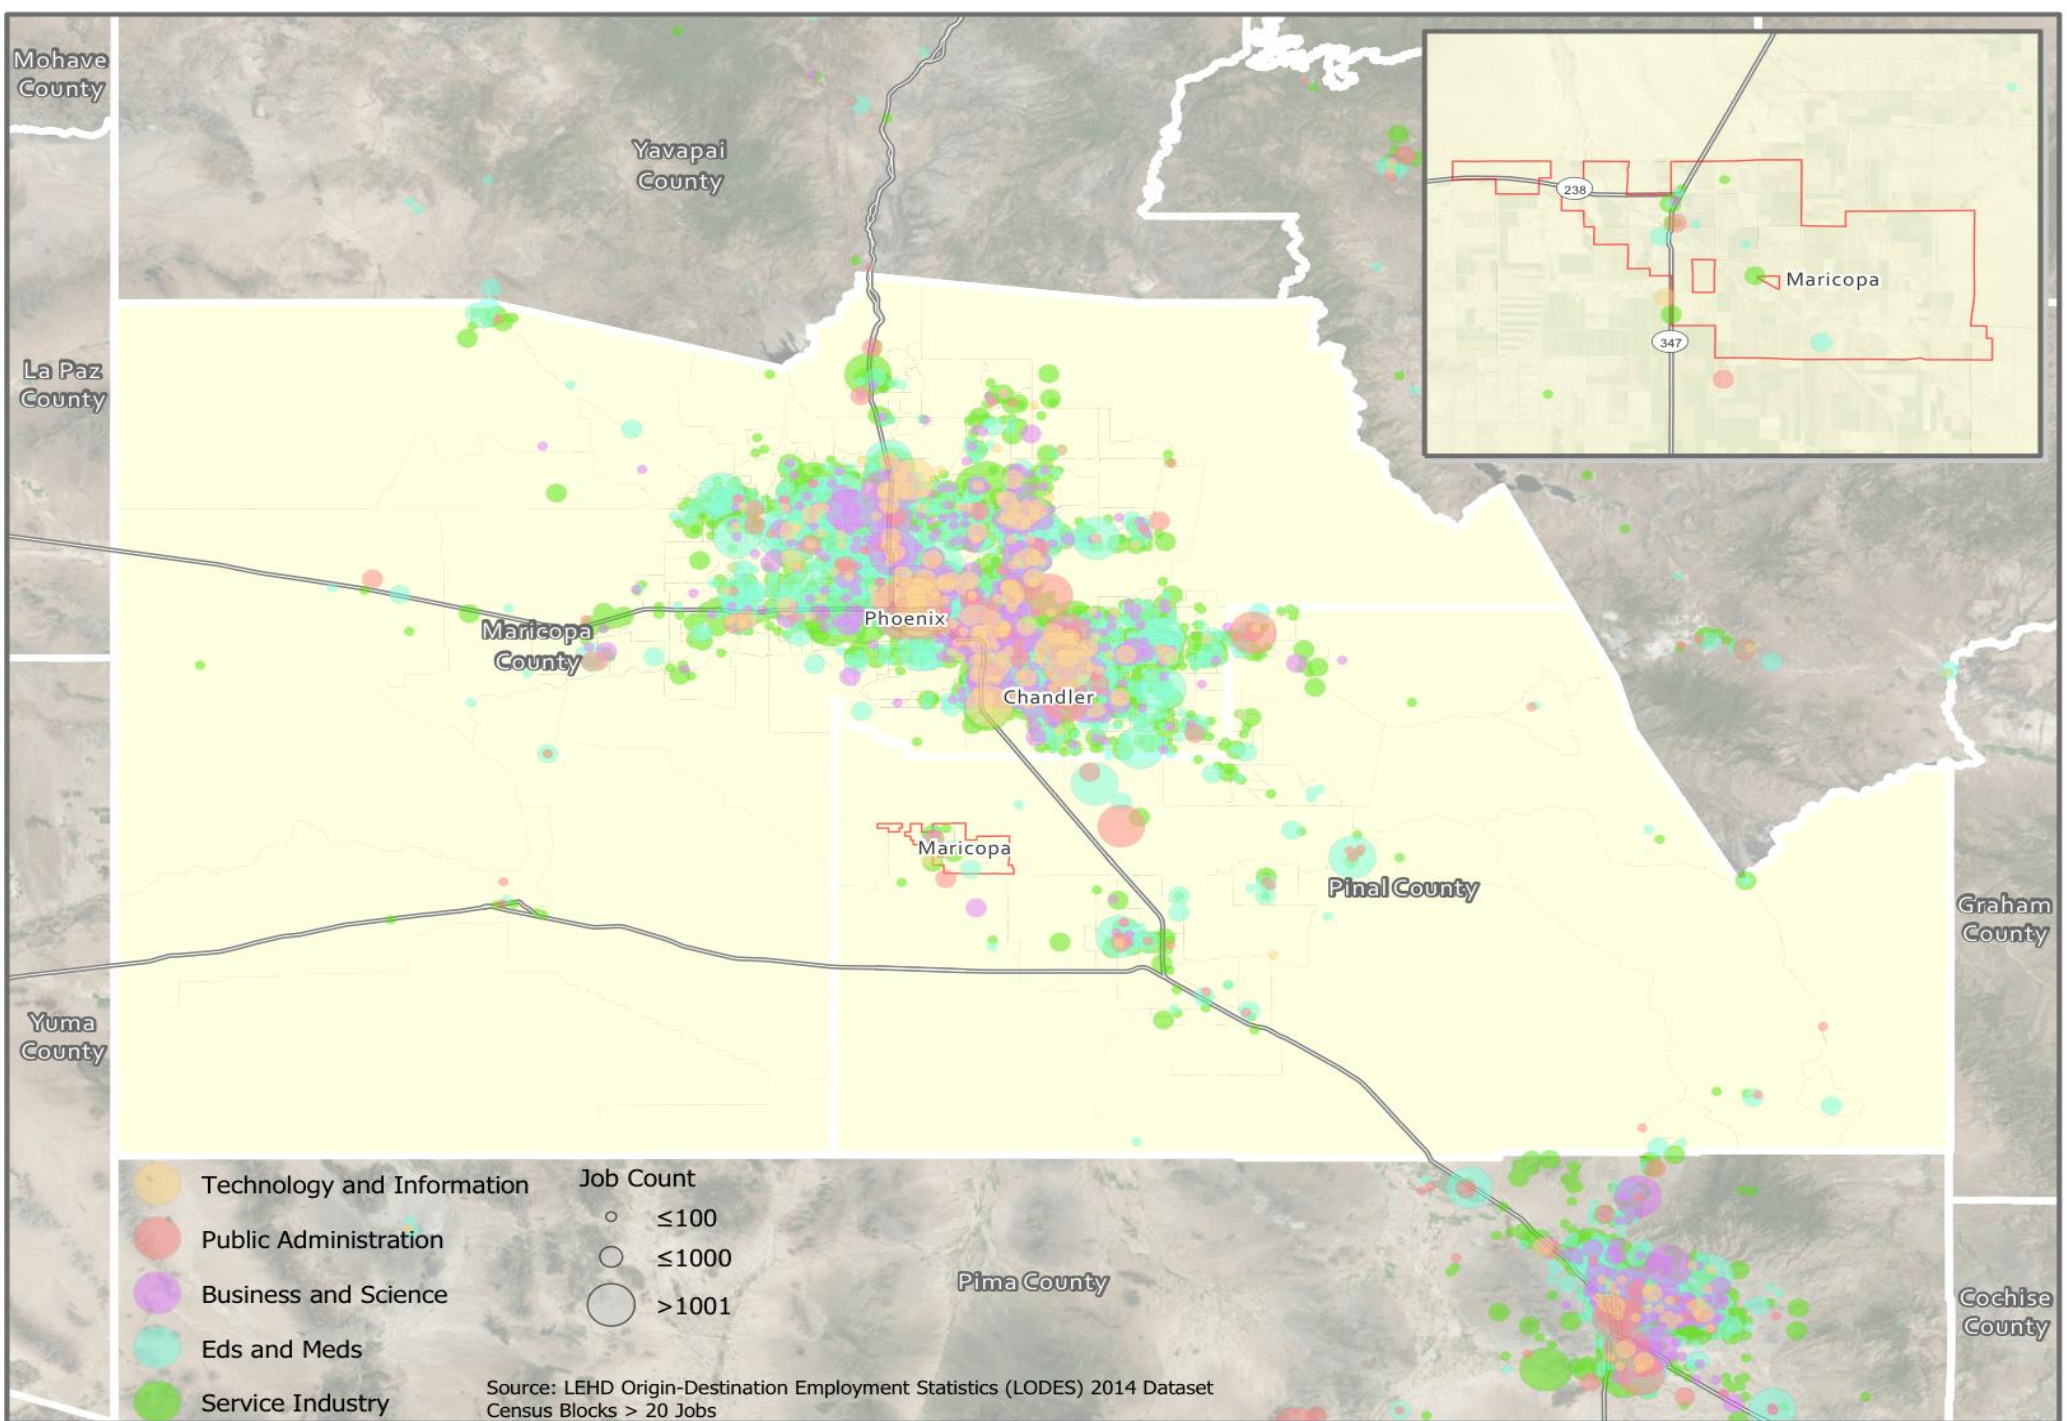 Mohave
County
Yavapai
County
238
Maricopa
347
La Paz
County
Phoenix
Maricopa
County
Chandler
Maricopa
Pinal County
Graham
County
Yuma
County
Technology and Information
Public Administration
Business and Science
Eds and Meds
Service Industry
Job Count
≤100
≤1000
>1001
Pima County
Cochise
County
Source: LEHD Origin-Destination Employment Statistics (LODES) 2014 Dataset
Census Blocks > 20 Jobs